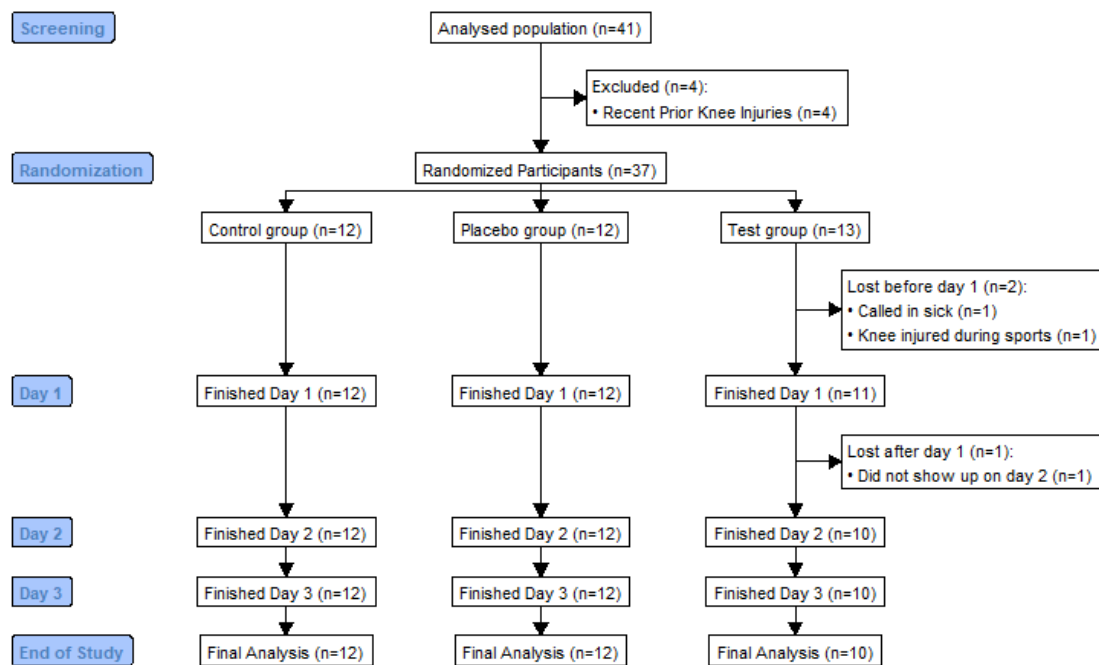 Screening
Analysed population (n=41)
Excluded (n=4):
• Recent Prior Knee Injuries (n=4)
Randomization
Randomized Participants (n=37)
Control group (n=12)
Placebo group (n=12)
Test group (n=13)
Lost before day 1 (n=2):
• Called in sick (n=1)
• Knee injured during sports (n=1)
Day 1
Finished Day 1 (n=12)
Finished Day 1 (n=12)
Finished Day 1 (n=11)
Lost after day 1 (n=1):
• Did not show up on day 2 (n=1)
Day 2
Finished Day 2 (n=12)
Finished Day 2 (n=12)
Finished Day 2 (n=10)
Day 3
Finished Day 3 (n=12)
Finished Day 3 (n=12)
Finished Day 3 (n=10)
End of Study
Final Analysis (n=12)
Final Analysis (n=12)
Final Analysis (n=10)